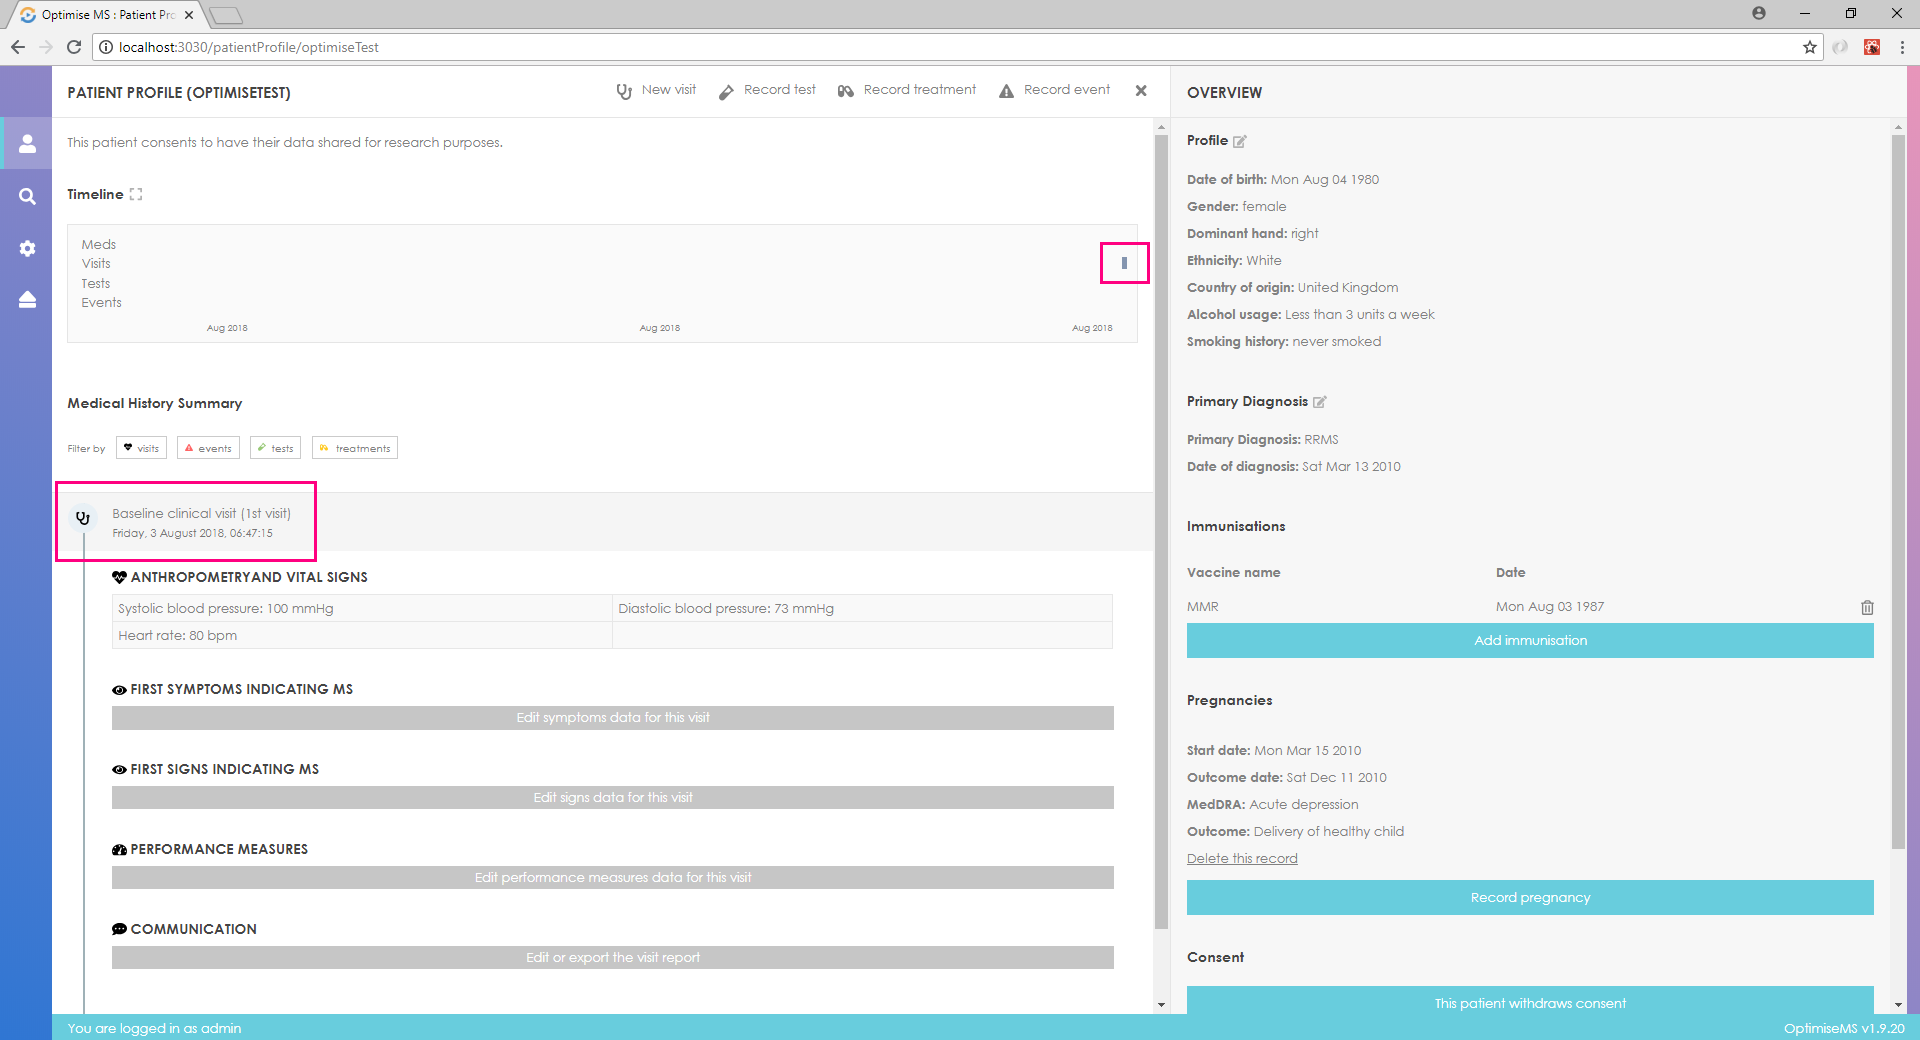 Optimise MS : Patient Pro
localhost:3030/patientProfile/optimiseTest
PATIENT PROFILE (OPTIMISETEST)
New visit
Record test
Record treatment
Record event
This patient consents to have their data shared for research purposes.
Timeline
Meds
Visits
Tests
Events
Aug 2018
Aug 2018
Aug 2018
Medical History Summary
Filter by visits events tests treatments
Baseline clinical visit (1st visit)
Friday, 3 August 2018, 06:47:15
ANTHROPOMETRYAND VITAL SIGNS
Systolic blood pressure: 100 mmHg
Diastolic blood pressure: 73 mmHg
Heart rate: 80 bpm
FIRST SYMPTOMS INDICATING MS
Edit symptoms data for this visit
FIRST SIGNS INDICATING MS
Edit signs data for this visit
PERFORMANCE MEASURES
Edit performance measures data for this visit
COMMUNICATION
Edit or export the visit report
OVERVIEW
Profile
Date of birth: Mon Aug 04 1980
Gender: female
Dominant hand: right
Ethnicity: White
Country of origin: United Kingdom
Alcohol usage: Less than 3 units a week
Smoking history: never smoked
Primary Diagnosis
Primary Diagnosis: RRMS
Date of diagnosis: Sat Mar 13 2010
Immunisations
Vaccine name Date
MMR Mon Aug 03 1987
Add immunisation
Pregnancies
Start date: Mon Mar 15 2010
Outcome date: Sat Dec 11 2010
MedDRA: Acute depression
Outcome: Delivery of healthy child
Delete this record
Record pregnancy
Consent
This patient withdraws consent
You are logged in as admin
OptimiseMS v1.9.20